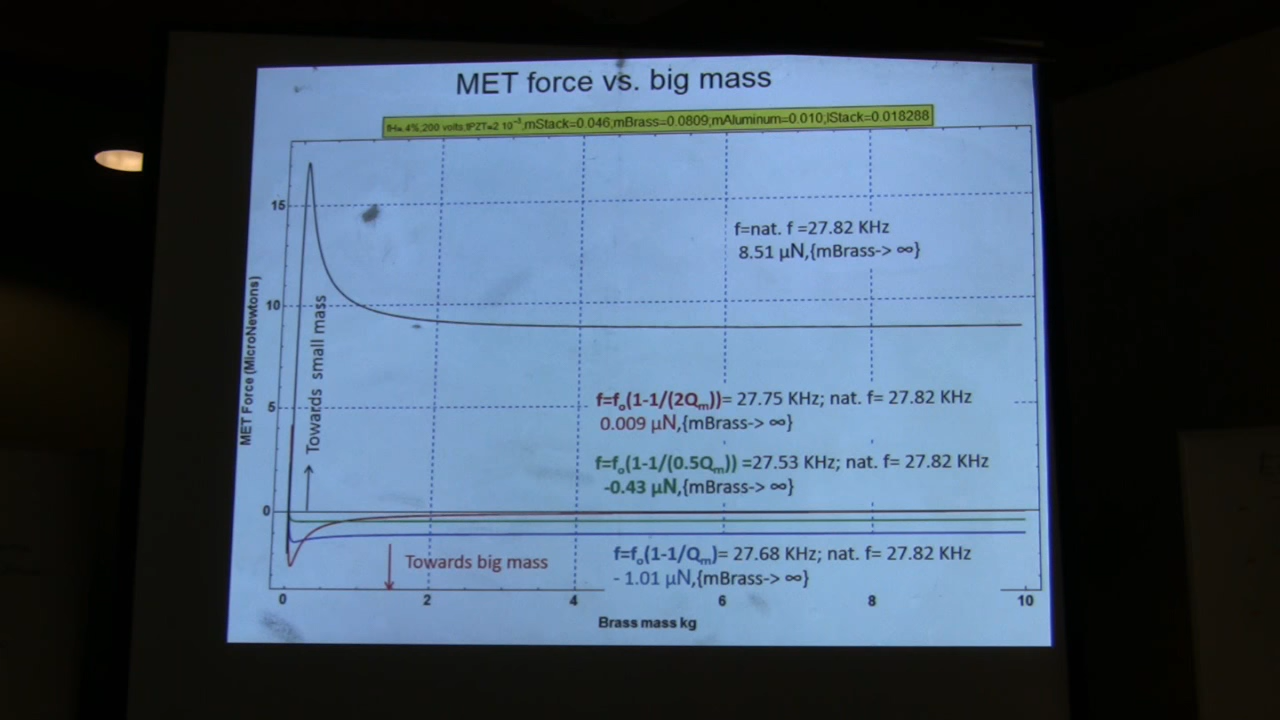 MET force vs. big mass
tH=.4%,200 volts,tPZT=2 10⁻³,mStack=0.046,mBrass=0.0809,mAluminum=0.010,lStack=0.018288
15
10
5
0
MET Force (MicroNewtons)
Towards small mass
f=nat. f =27.82 KHz
8.51 µN,{mBrass-> ∞}
f=fₒ(1-1/(2Qₘ))= 27.75 KHz; nat. f= 27.82 KHz
0.009 µN,{mBrass-> ∞}
f=fₒ(1-1/(0.5Qₘ)) =27.53 KHz; nat. f= 27.82 KHz
-0.43 µN,{mBrass-> ∞}
Towards big mass
f=fₒ(1-1/Qₘ)= 27.68 KHz; nat. f= 27.82 KHz
- 1.01 µN,{mBrass-> ∞}
0 2 4 6 8 10
Brass mass kg